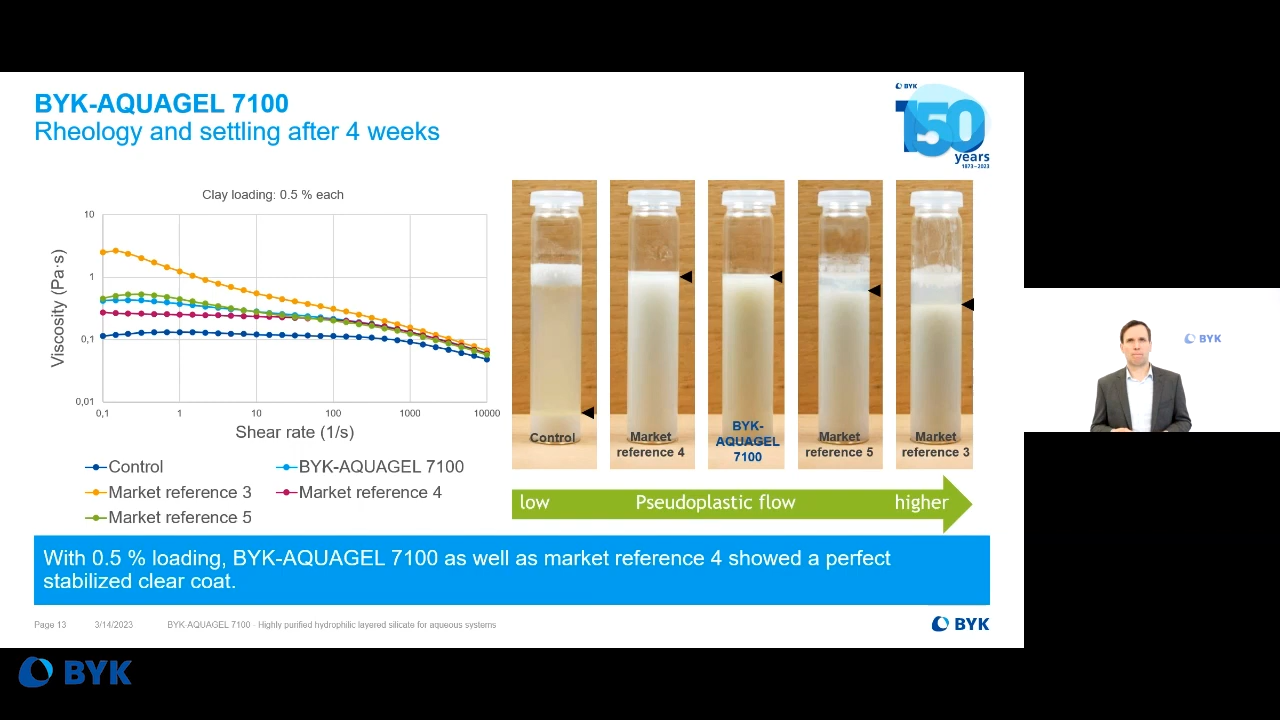 BYK-AQUAGEL 7100
Rheology and settling after 4 weeks
BYK
150
years
1873-2023
Clay loading: 0.5 % each
Viscosity (Pa·s)
10
1
0,1
0,01
0,1
1
10
100
1000
10000
Shear rate (1/s)
Control
BYK-AQUAGEL 7100
Market reference 3
Market reference 4
Market reference 5
Control
Market
reference 4
BYK-
AQUAGEL
7100
Market
reference 5
Market
reference 3
low
Pseudoplastic flow
higher
With 0.5 % loading, BYK-AQUAGEL 7100 as well as market reference 4 showed a perfect
stabilized clear coat.
Page 13
3/14/2023
BYK-AQUAGEL 7100 - Highly purified hydrophilic layered silicate for aqueous systems
BYK
BYK
BYK